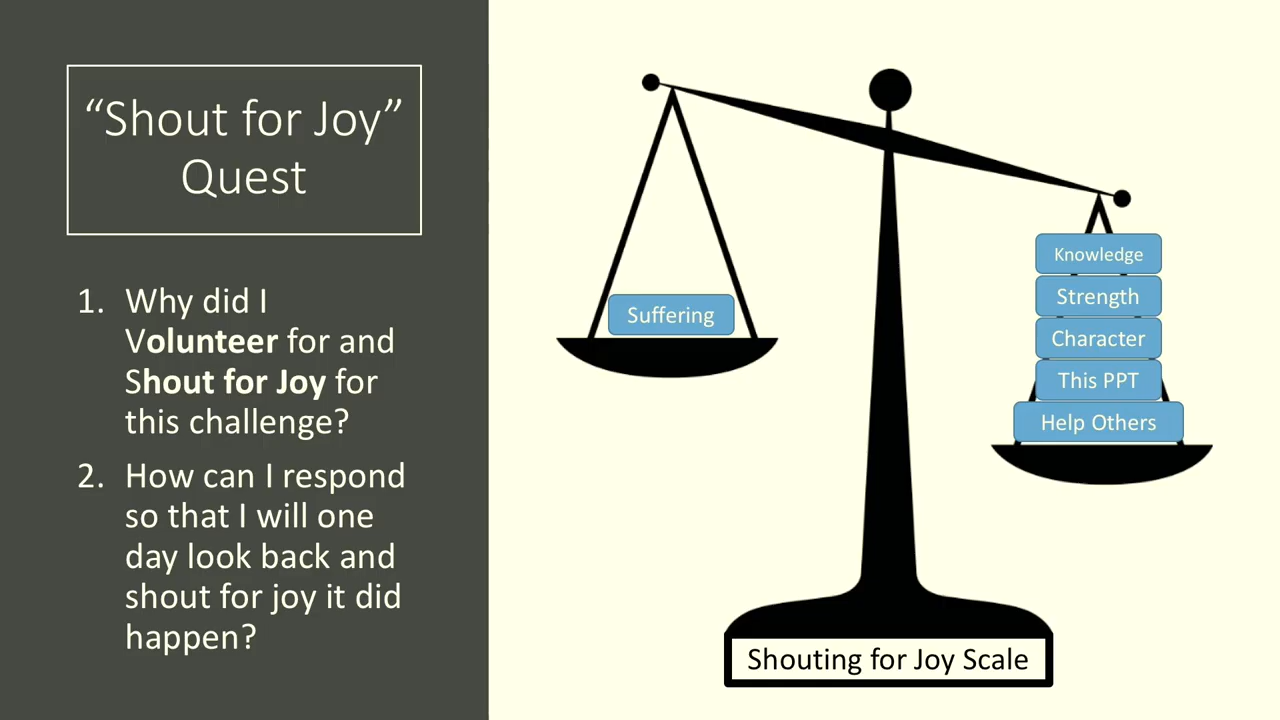 “Shout for Joy”
Quest
1. Why did I
Volunteer for and
Shout for Joy for
this challenge?
2. How can I respond
so that I will one
day look back and
shout for joy it did
happen?
Suffering
Knowledge
Strength
Character
This PPT
Help Others
Shouting for Joy Scale